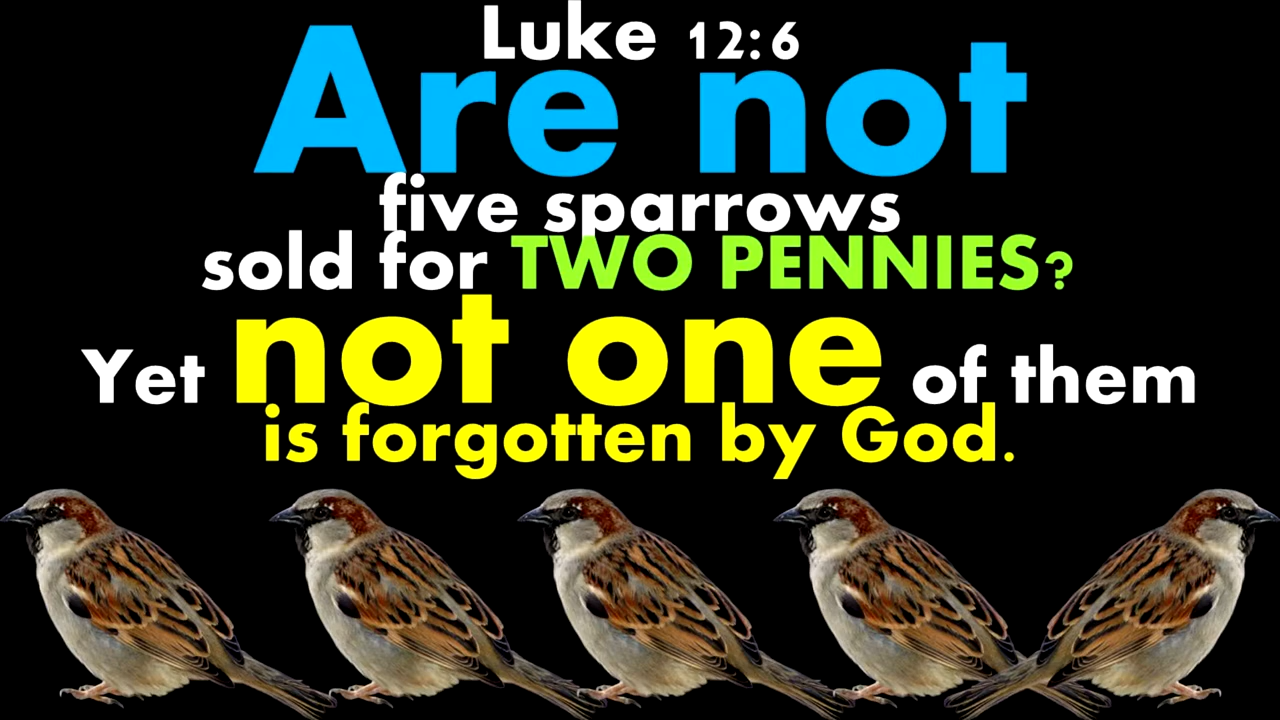 Luke 12:6
Are not
five sparrows
sold for TWO PENNIES?
Yet not one of them
is forgotten by God.